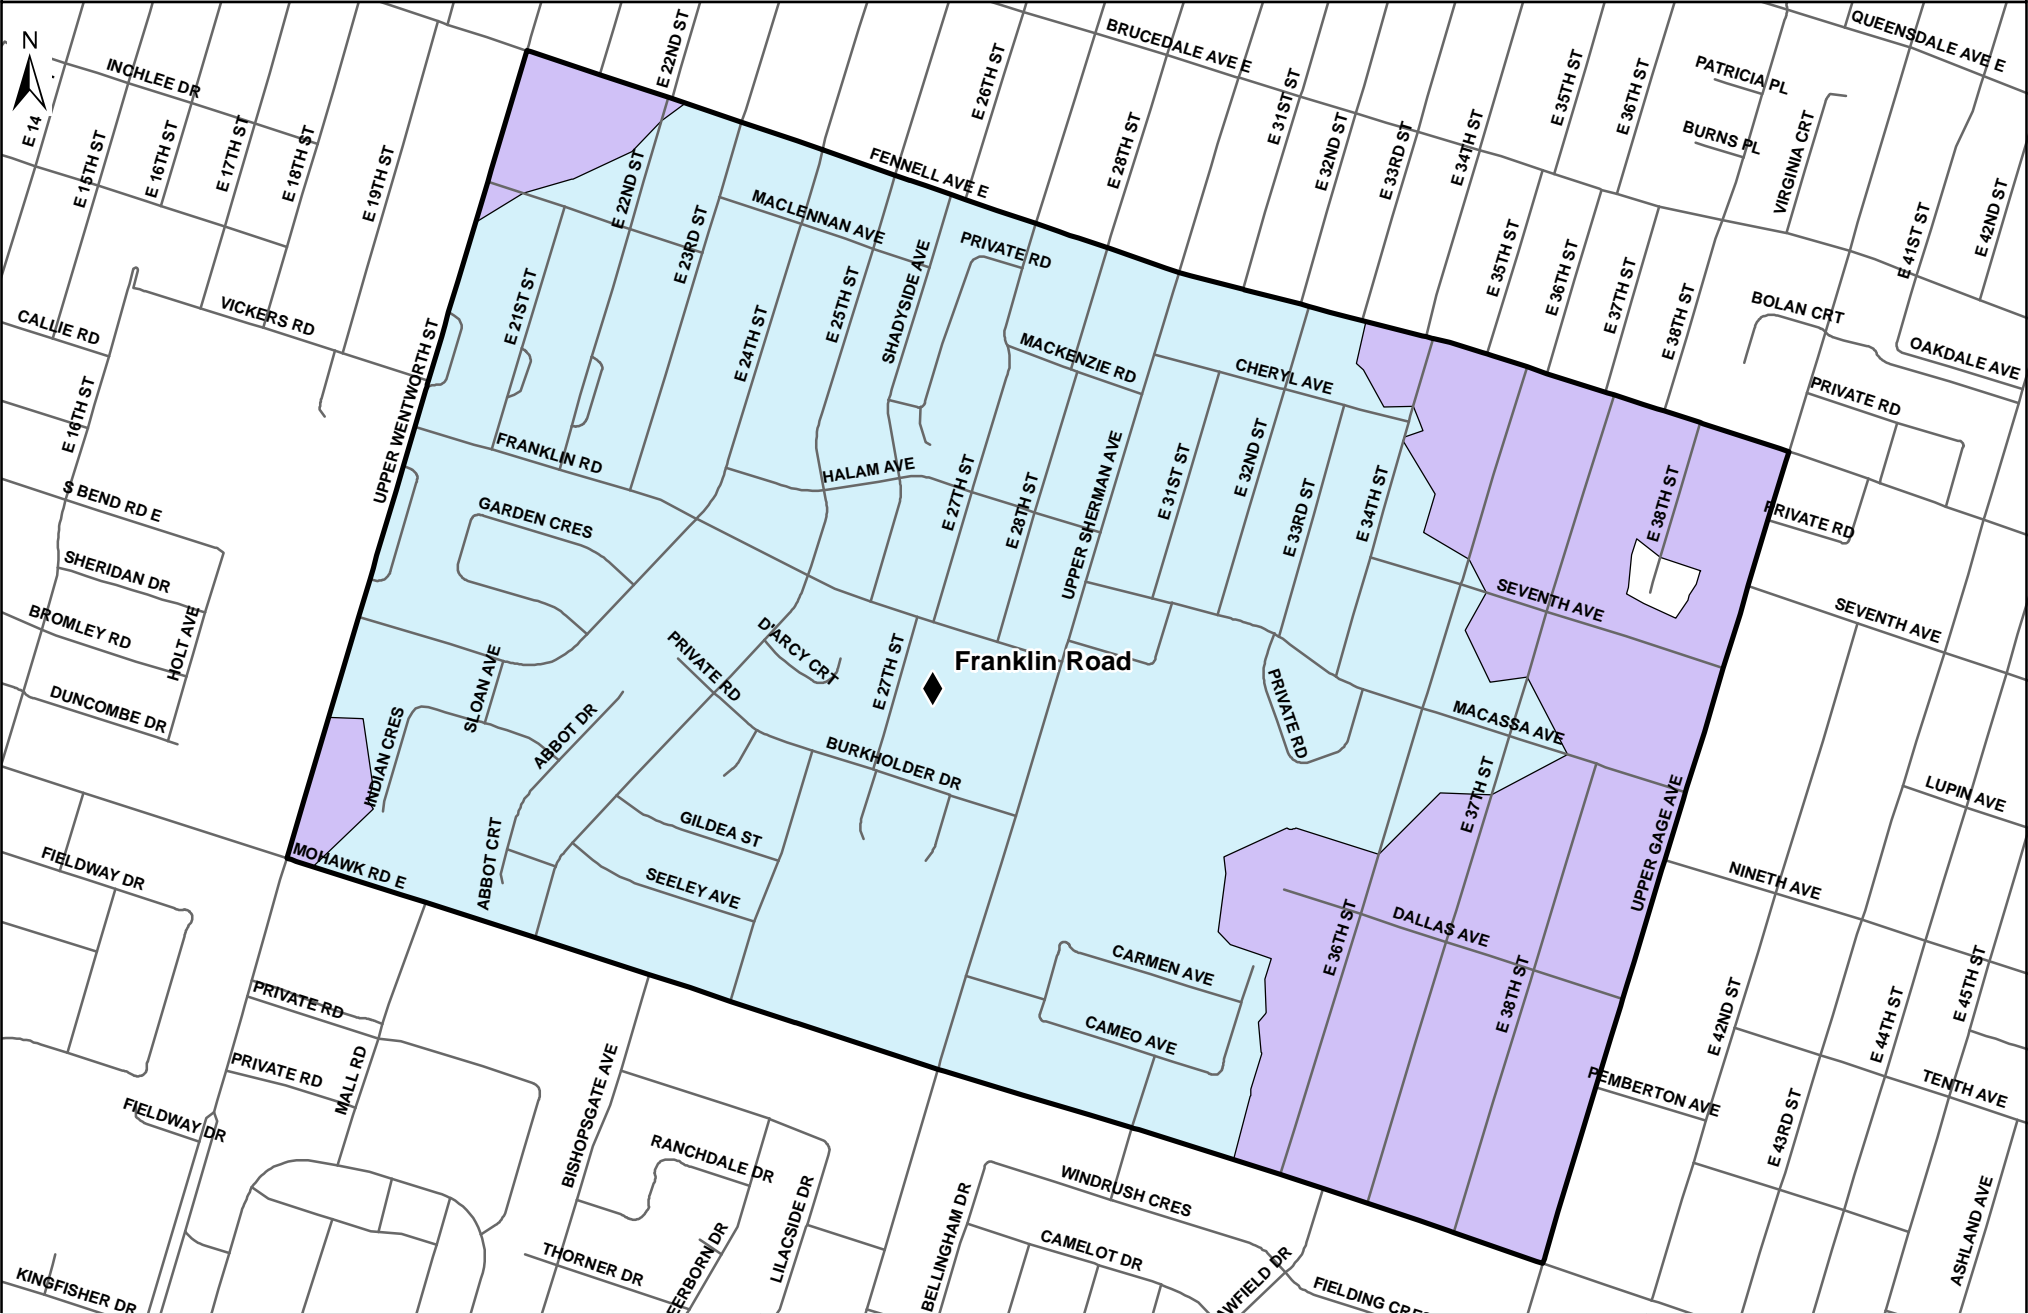 N
E 22ND ST
BRUCEDALE AVE E
QUEENSDALE AVE E
INCHLEE DR
E 26TH ST
E 35TH ST
E 36TH ST
PATRICIA PL
E 14
E 15TH ST
E 16TH ST
E 17TH ST
E 18TH ST
E 19TH ST
E 28TH ST
E 31ST ST
E 32ND ST
E 33RD ST
E 34TH ST
BURNS PL
VIRGINIA CRT
E 22ND ST
FENNELL AVE E
MACLENNAN AVE
E 23RD ST
SHADYSIDE AVE
PRIVATE RD
E 35TH ST
E 36TH ST
E 37TH ST
E 38TH ST
E 41ST ST
E 42ND ST
CALLIE RD
VICKERS RD
E 21ST ST
E 24TH ST
E 25TH ST
MACKENZIE RD
CHERYL AVE
BOLAN CRT
OAKDALE AVE
PRIVATE RD
E 16TH ST
UPPER WENTWORTH ST
FRANKLIN RD
HALAM AVE
E 27TH ST
E 28TH ST
UPPER SHERMAN AVE
E 31ST ST
E 32ND ST
E 33RD ST
E 34TH ST
E 38TH ST
PRIVATE RD
S BEND RD E
GARDEN CRES
SHERIDAN DR
BROMLEY RD
HOLT AVE
SEVENTH AVE
SEVENTH AVE
DUNCOMBE DR
SLOAN AVE
PRIVATE RD
D'ARCY CRT
E 27TH ST
Franklin Road
PRIVATE RD
MACASSA AVE
INDIAN CRES
ABBOT DR
BURKHOLDER DR
E 37TH ST
UPPER GAGE AVE
LUPIN AVE
GILDEA ST
SEELEY AVE
ABBOT CRT
MOHAWK RD E
FIELDWAY DR
NINETH AVE
DALLAS AVE
E 36TH ST
E 38TH ST
CARMEN AVE
CAMEO AVE
E 42ND ST
E 44TH ST
E 45TH ST
PRIVATE RD
PRIVATE RD
MALL RD
FIELDWAY DR
BISHOPSGATE AVE
PEMBERTON AVE
TENTH AVE
E 43RD ST
RANCHDALE DR
LILACSIDE DR
WINDRUSH CRES
BELLINGHAM DR
CAMELOT DR
ASHLAND AVE
THORNER DR
EERBORN DR
KINGFISHER DR
AWFIELD DR
FIELDING CRE